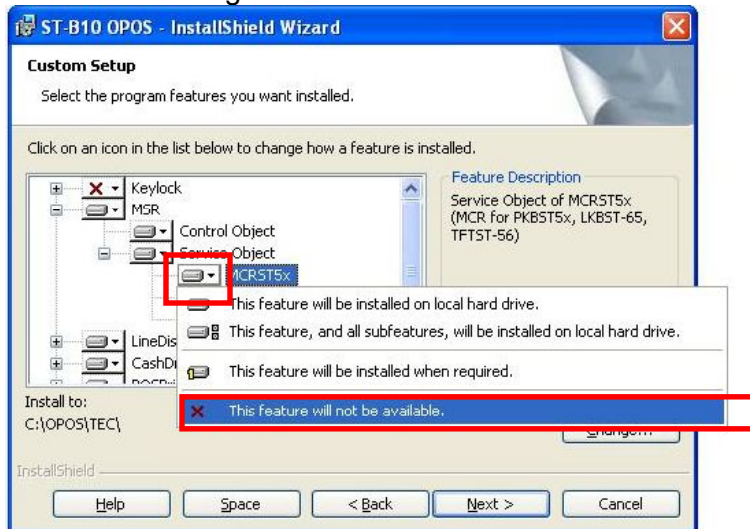 ST-B10 OPOS - InstallShield Wizard
Custom Setup
Select the program features you want installed.
Click on an icon in the list below to change how a feature is installed.
Keylock
MSR
Control Object
Service Object
MCRST5x
LineDis
CashD
Feature Description
Service Object of MCRST5x
(MCR for PKBST5x, LKBST-65,
TFTST-56)
This feature will be installed on local hard drive.
This feature, and all subfeatures, will be installed on local hard drive.
This feature will be installed when required.
This feature will not be available.
Install to:
C:\OPOS\TEC\
Change...
InstallShield
Help
Space
< Back
Next >
Cancel